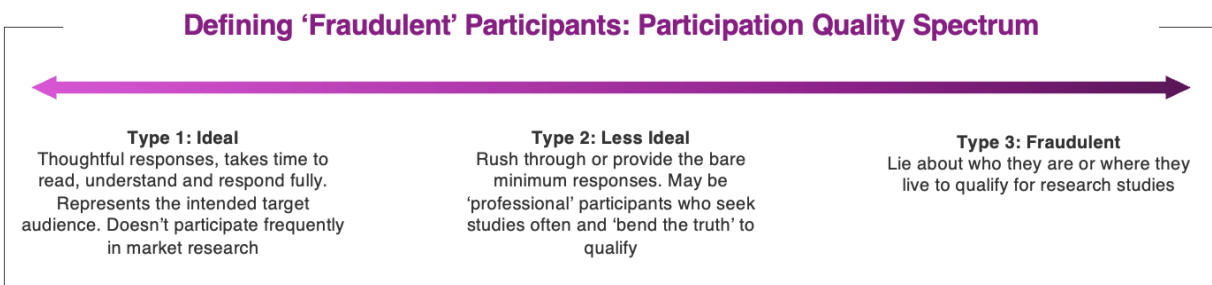 Defining ‘Fraudulent’ Participants: Participation Quality Spectrum
Type 1: Ideal
Thoughtful responses, takes time to
read, understand and respond fully.
Represents the intended target
audience. Doesn’t participate frequently
in market research
Type 2: Less Ideal
Rush through or provide the bare
minimum responses. May be
‘professional’ participants who seek
studies often and ‘bend the truth’ to
qualify
Type 3: Fraudulent
Lie about who they are or where they
live to qualify for research studies